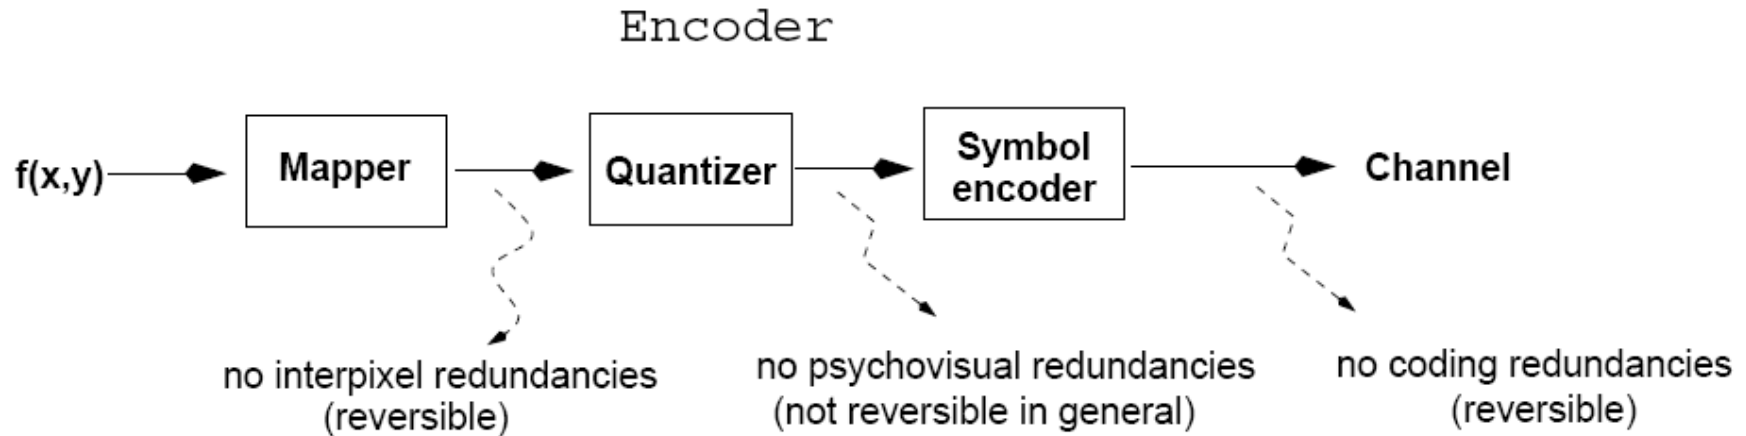 Encoder
f(x,y)
Mapper
Quantizer
Symbol
encoder
Channel
no interpixel redundancies
(reversible)
no psychovisual redundancies
(not reversible in general)
no coding redundancies
(reversible)